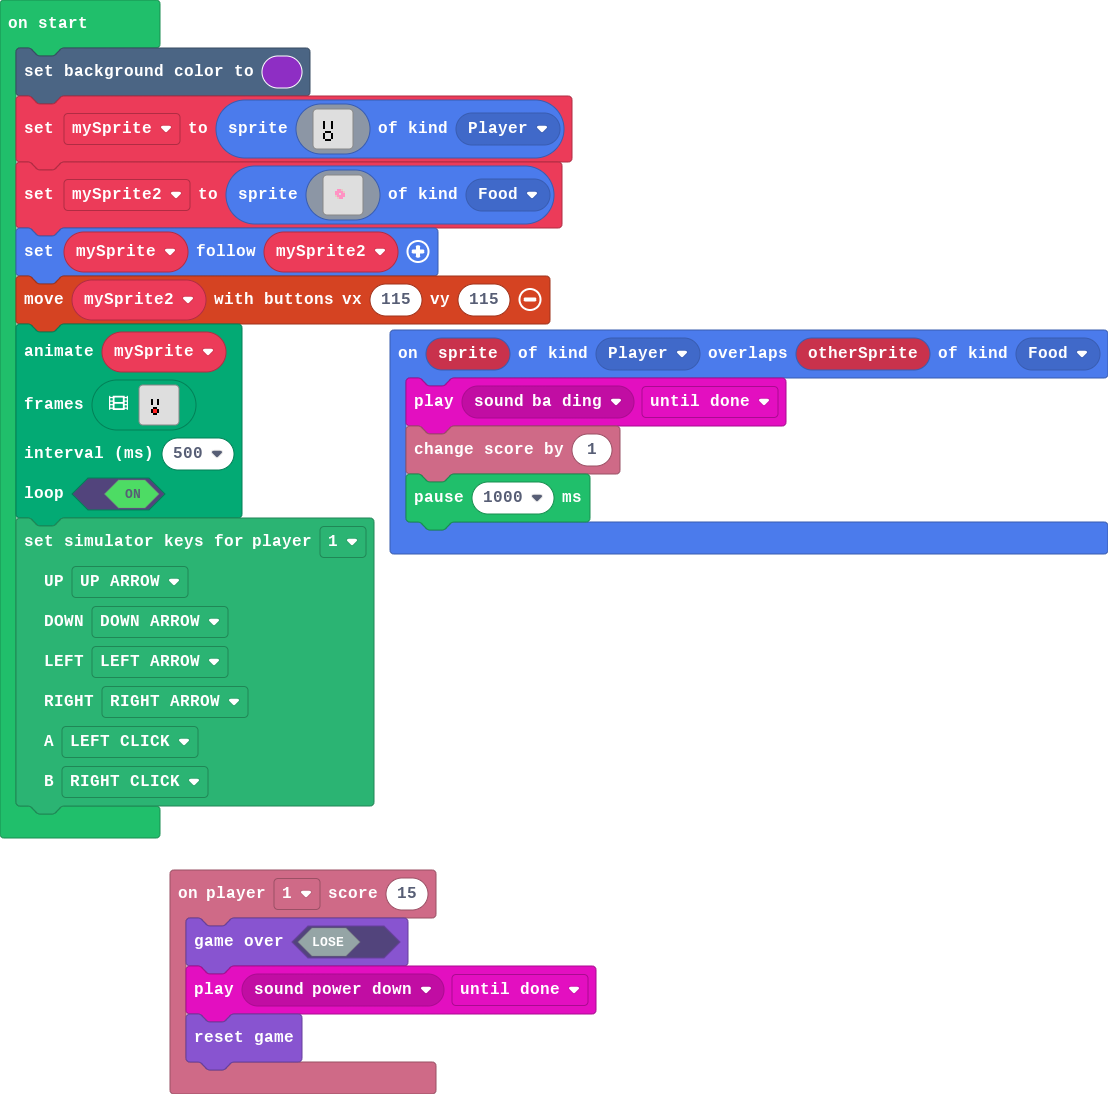 on start
set background color to
set mySprite to sprite of kind Player
set mySprite2 to sprite of kind Food
set mySprite follow mySprite2
move mySprite2 with buttons vx 115 vy 115
animate mySprite
frames
interval (ms) 500
loop ON
set simulator keys for player 1
UP UP ARROW
DOWN DOWN ARROW
LEFT LEFT ARROW
RIGHT RIGHT ARROW
A LEFT CLICK
B RIGHT CLICK
on sprite of kind Player overlaps otherSprite of kind Food
play sound ba ding until done
change score by 1
pause 1000 ms
on player 1 score 15
game over LOSE
play sound power down until done
reset game